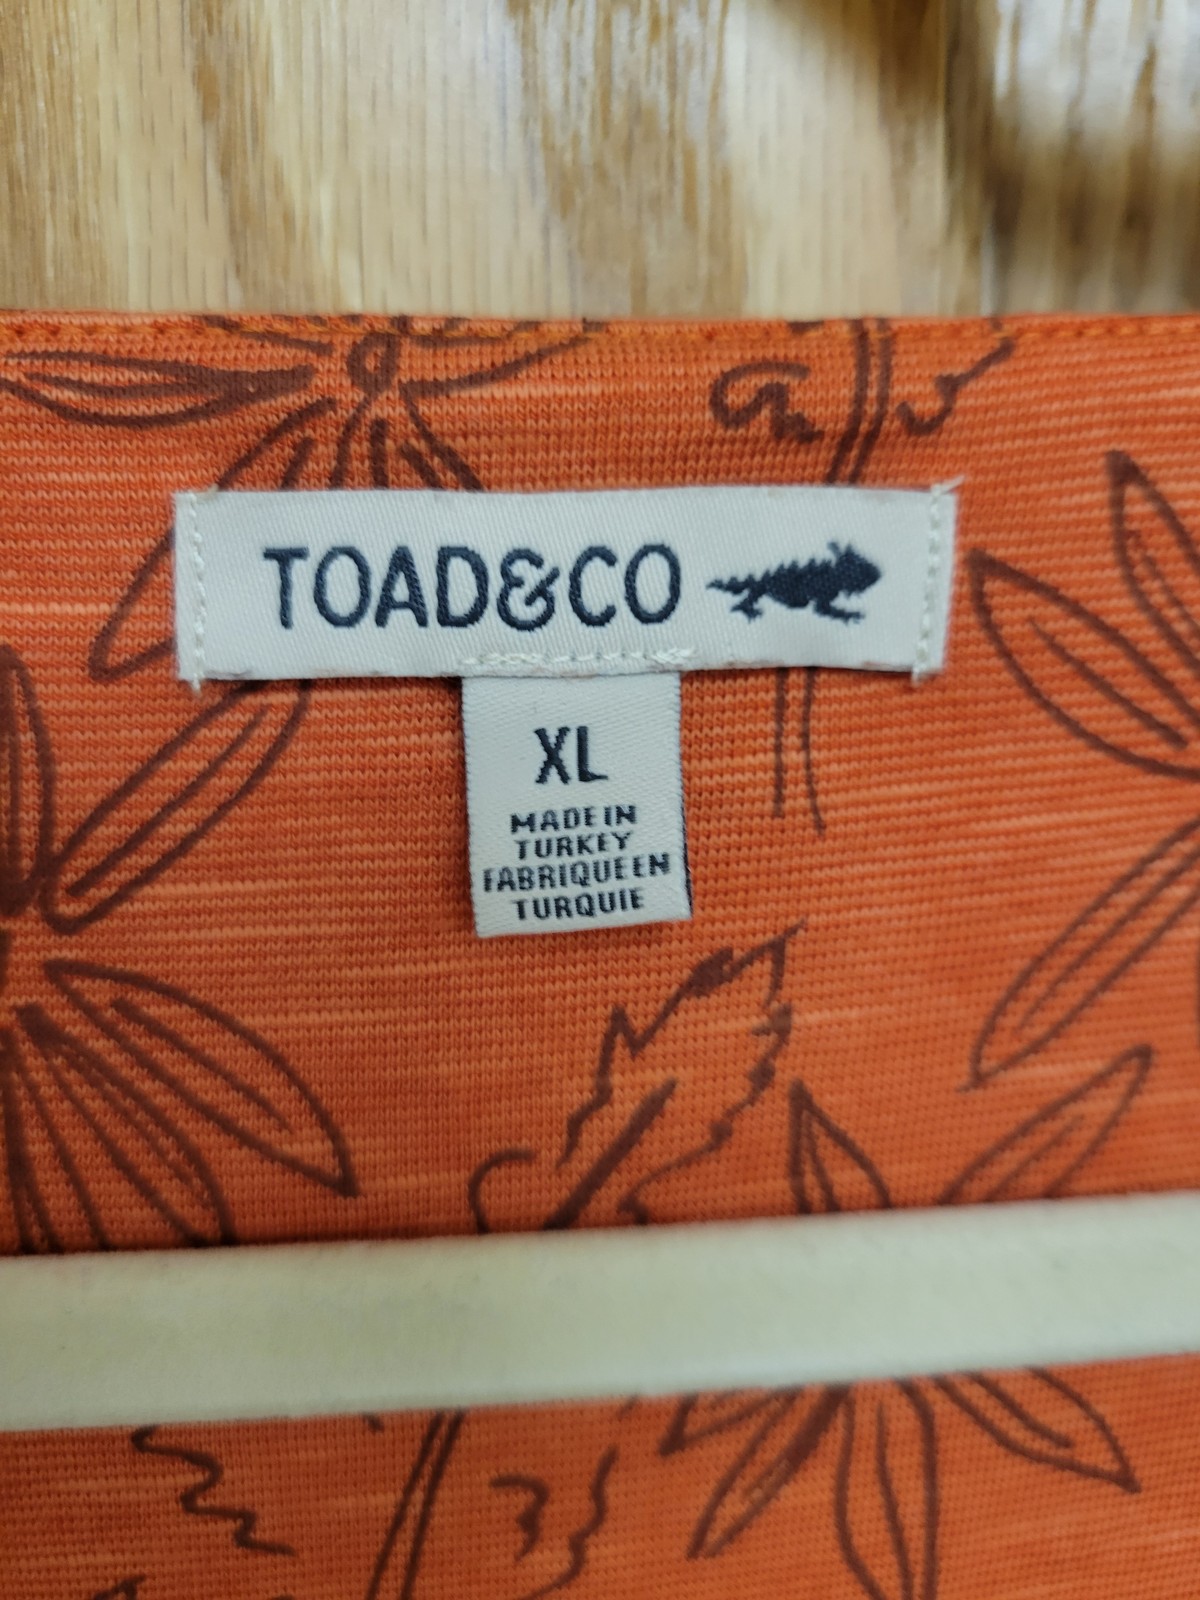 TOAD&CO
XL
MADE IN
TURKEY
FABRIQUE EN
TURQUIE